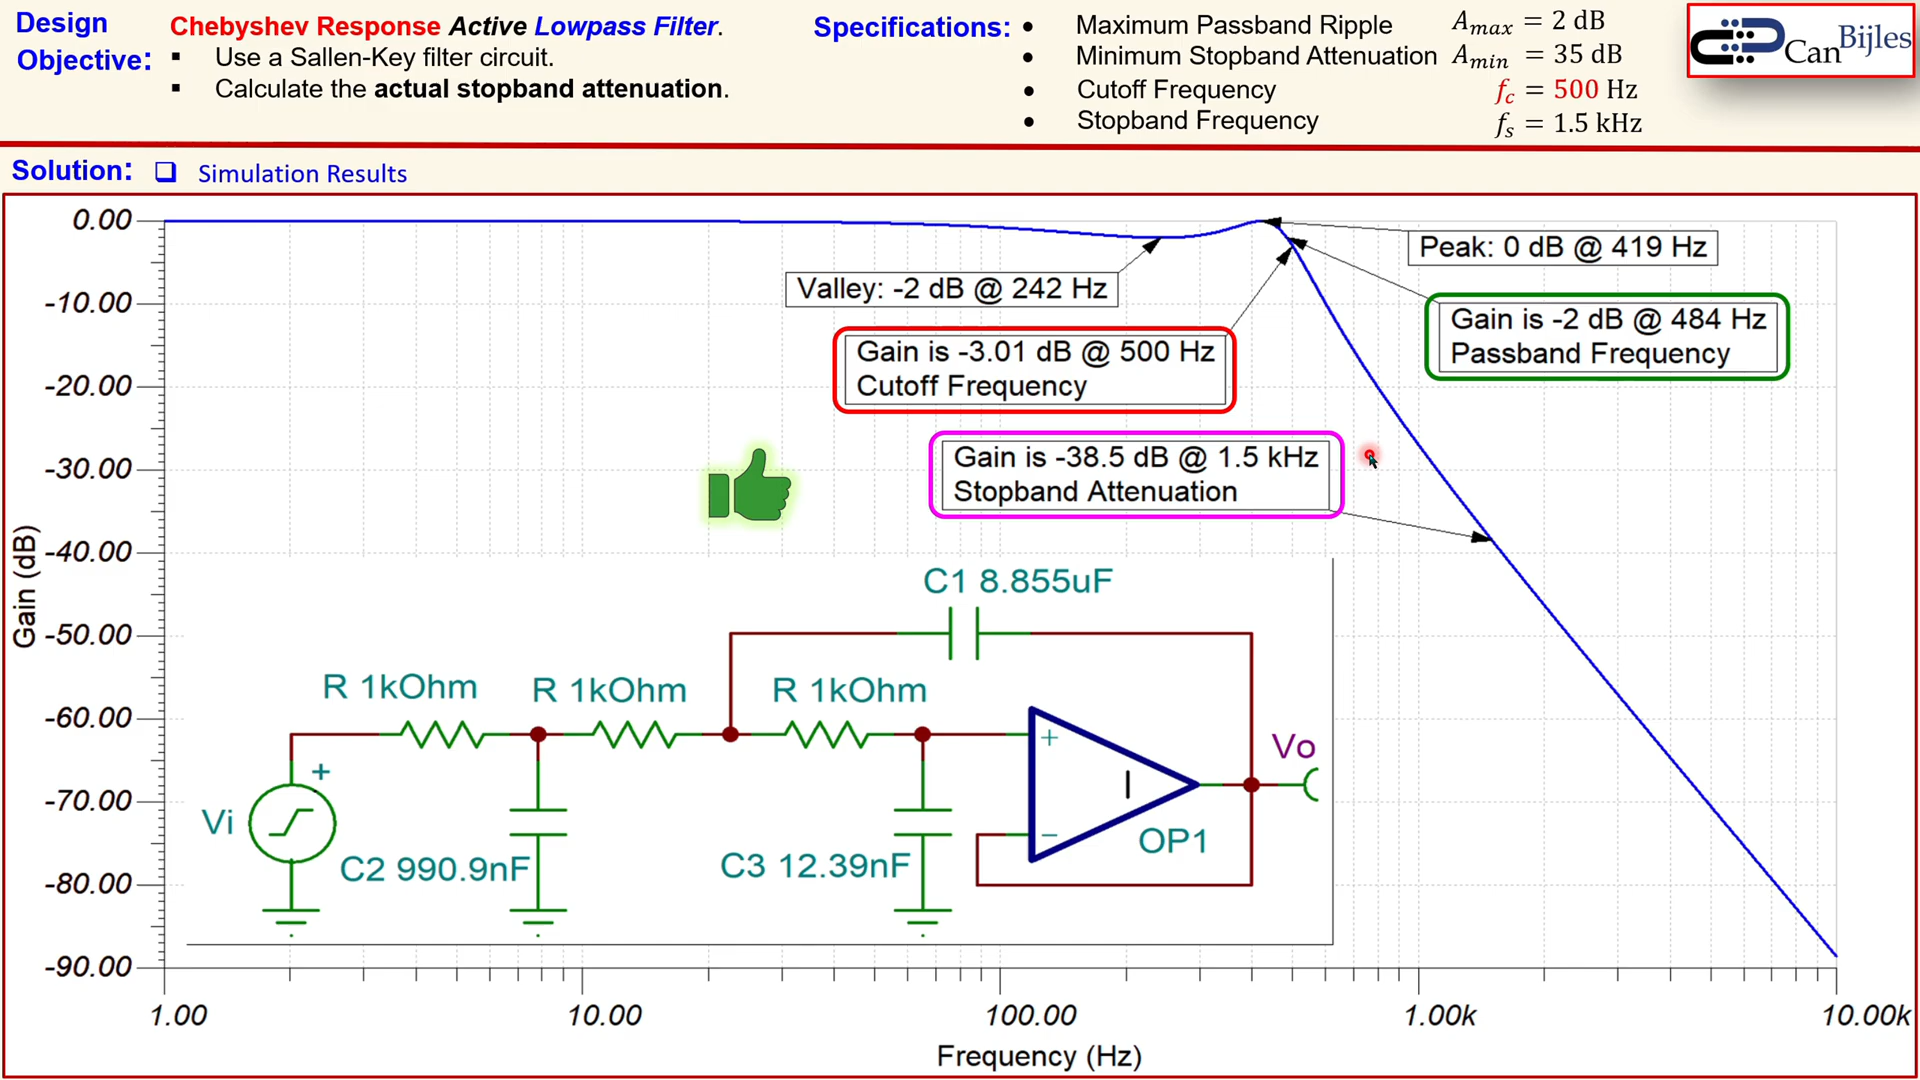 Design Objective:
Chebyshev Response Active Lowpass Filter.
▪ Use a Sallen-Key filter circuit.
▪ Calculate the actual stopband attenuation.
Specifications:
• Maximum Passband Ripple Amax = 2 dB
• Minimum Stopband Attenuation Amin = 35 dB
• Cutoff Frequency fc = 500 Hz
• Stopband Frequency fs = 1.5 kHz
CanBijles
Solution: ❑ Simulation Results
0.00
-10.00
-20.00
-30.00
-40.00
-50.00
-60.00
-70.00
-80.00
-90.00
Gain (dB)
Peak: 0 dB @ 419 Hz
Valley: -2 dB @ 242 Hz
Gain is -2 dB @ 484 Hz
Passband Frequency
Gain is -3.01 dB @ 500 Hz
Cutoff Frequency
Gain is -38.5 dB @ 1.5 kHz
Stopband Attenuation
C1 8.855uF
R 1kOhm
R 1kOhm
R 1kOhm
+
Vi
C2 990.9nF
C3 12.39nF
+
−
I
OP1
Vo
1.00
10.00
100.00
1.00k
10.00k
Frequency (Hz)